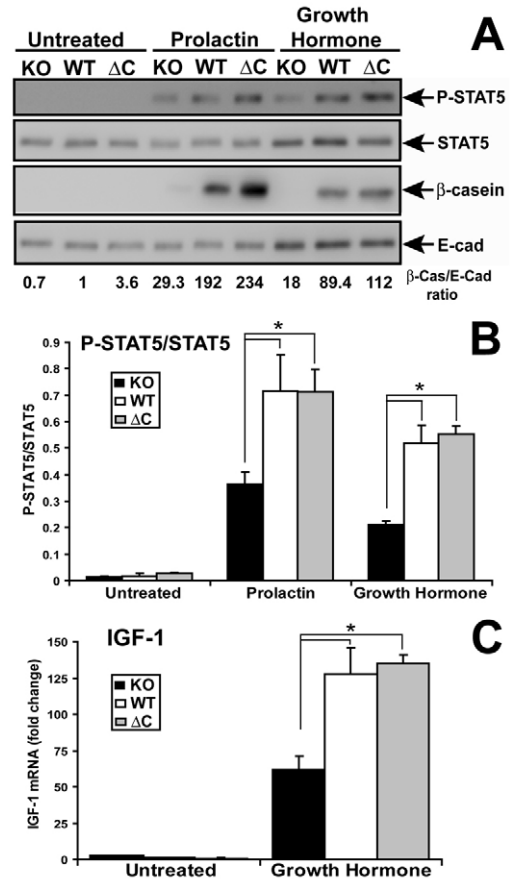 Growth
Untreated Prolactin Hormone A
KO WT ΔC KO WT ΔC KO WT ΔC
P-STAT5
STAT5
β-casein
E-cad
0.7 1 3.6 29.3 192 234 18 89.4 112 β-Cas/E-Cad
ratio
P-STAT5/STAT5 B
P-STAT5/STAT5
0.9
0.8
0.7
0.6
0.5
0.4
0.3
0.2
0.1
0
KO
WT
ΔC
*
*
Untreated Prolactin Growth Hormone
IGF-1 C
IGF-1 mRNA (fold change)
150
125
100
75
50
25
0
KO
WT
ΔC
*
Untreated Growth Hormone